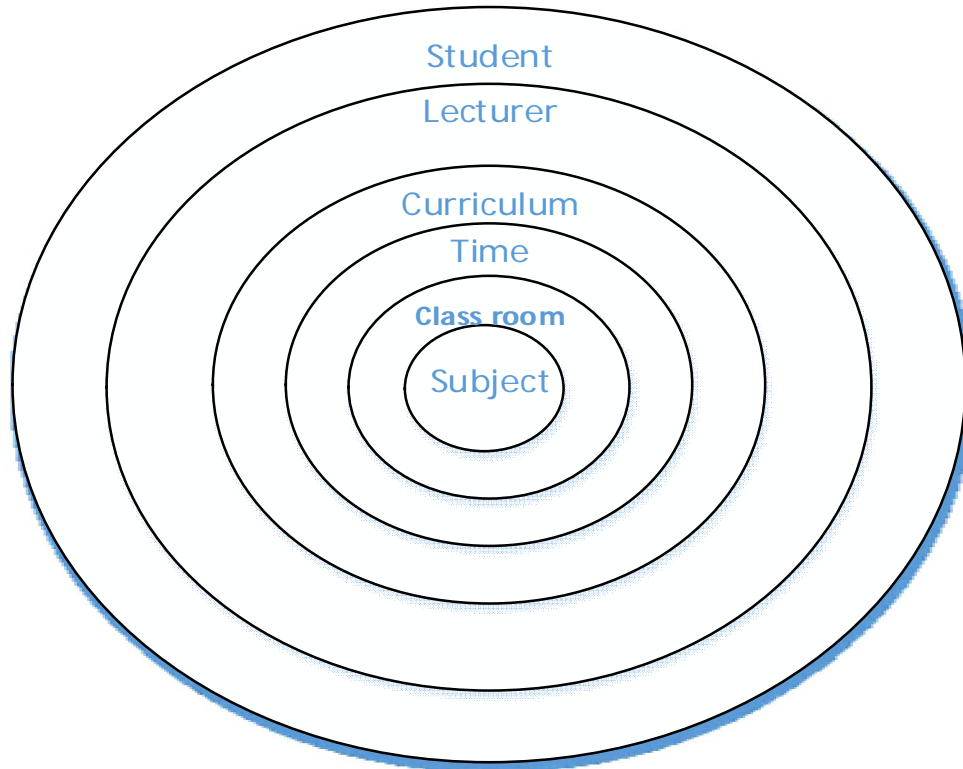 Student
Lecturer
Curriculum
Time
Class room
Subject